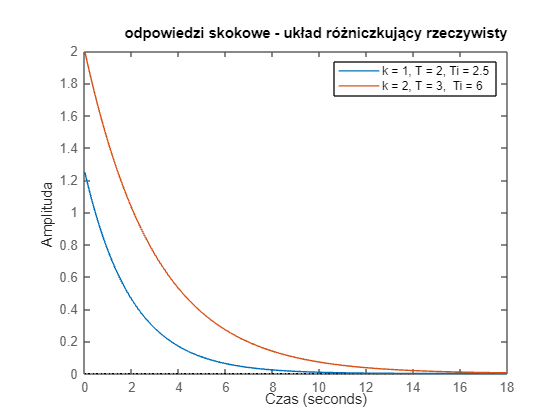 odpowiedzi skokowe - układ różniczkujący rzeczywisty
k = 1, T = 2, Ti = 2.5
k = 2, T = 3,  Ti = 6
Amplituda
2
1.8
1.6
1.4
1.2
1
0.8
0.6
0.4
0.2
0
0 2 4 6 8 10 12 14 16 18
Czas (seconds)